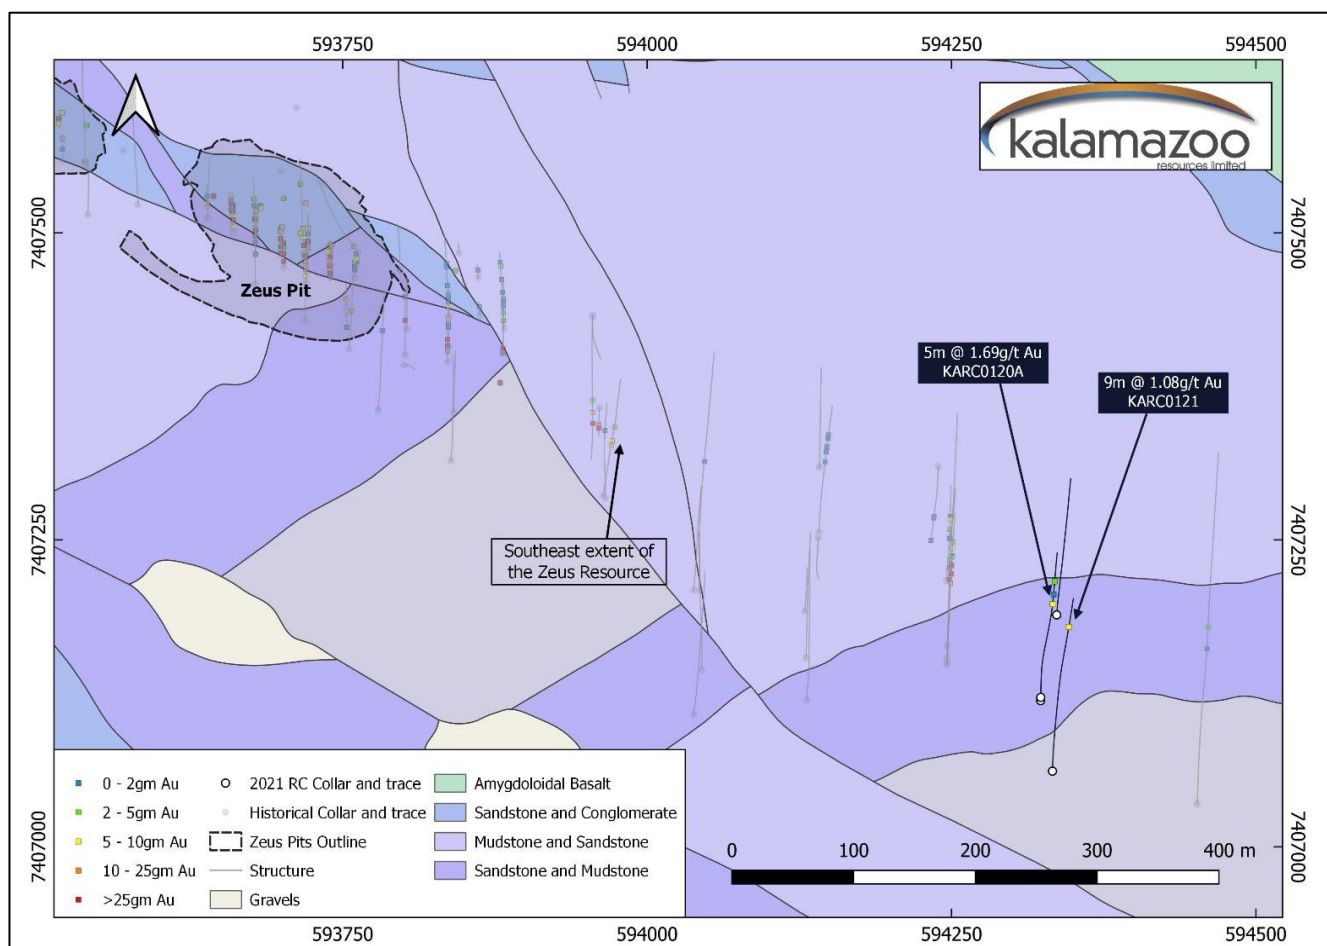 593750
594000
594250
594500
kalamazoo
resources limited
7407500
7407500
Zeus Pit
5m @ 1.69g/t Au
KARC0120A
9m @ 1.08g/t Au
KARC0121
7407250
7407250
Southeast extent of
the Zeus Resource
0 - 2gm Au
2021 RC Collar and trace
Amygdoloidal Basalt
2 - 5gm Au
Historical Collar and trace
Sandstone and Conglomerate
5 - 10gm Au
Zeus Pits Outline
Mudstone and Sandstone
10 - 25gm Au
Structure
Sandstone and Mudstone
>25gm Au
Gravels
0
100
200
300
400 m
7407000
7407000
593750
594000
594250
594500